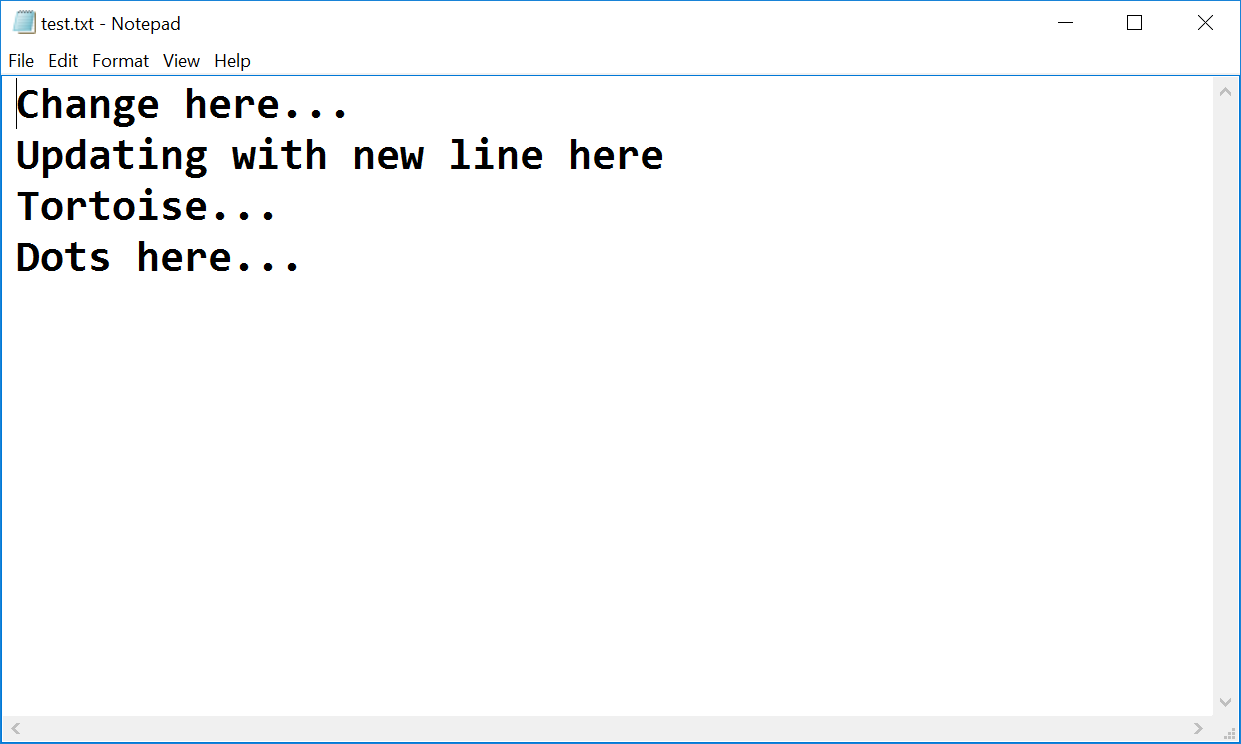 test.txt - Notepad
File Edit Format View Help
Change here...
Updating with new line here
Tortoise...
Dots here...